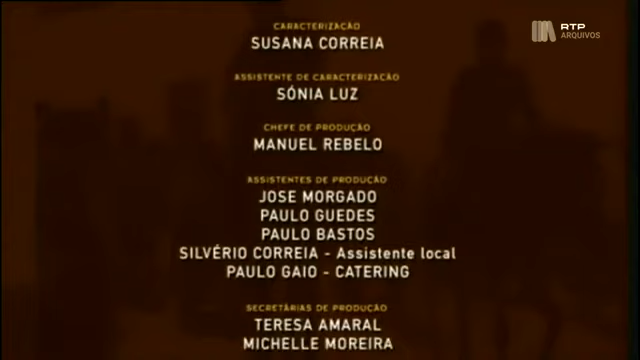 RTP
ARQUIVOS
CARACTERIZAÇÃO
SUSANA CORREIA
ASSISTENTE DE CARACTERIZAÇÃO
SÓNIA LUZ
CHEFE DE PRODUÇÃO
MANUEL REBELO
ASSISTENTES DE PRODUÇÃO
JOSE MORGADO
PAULO GUEDES
PAULO BASTOS
SILVÉRIO CORREIA - Assistente local
PAULO GAIO - CATERING
SECRETÁRIAS DE PRODUÇÃO
TERESA AMARAL
MICHELLE MOREIRA